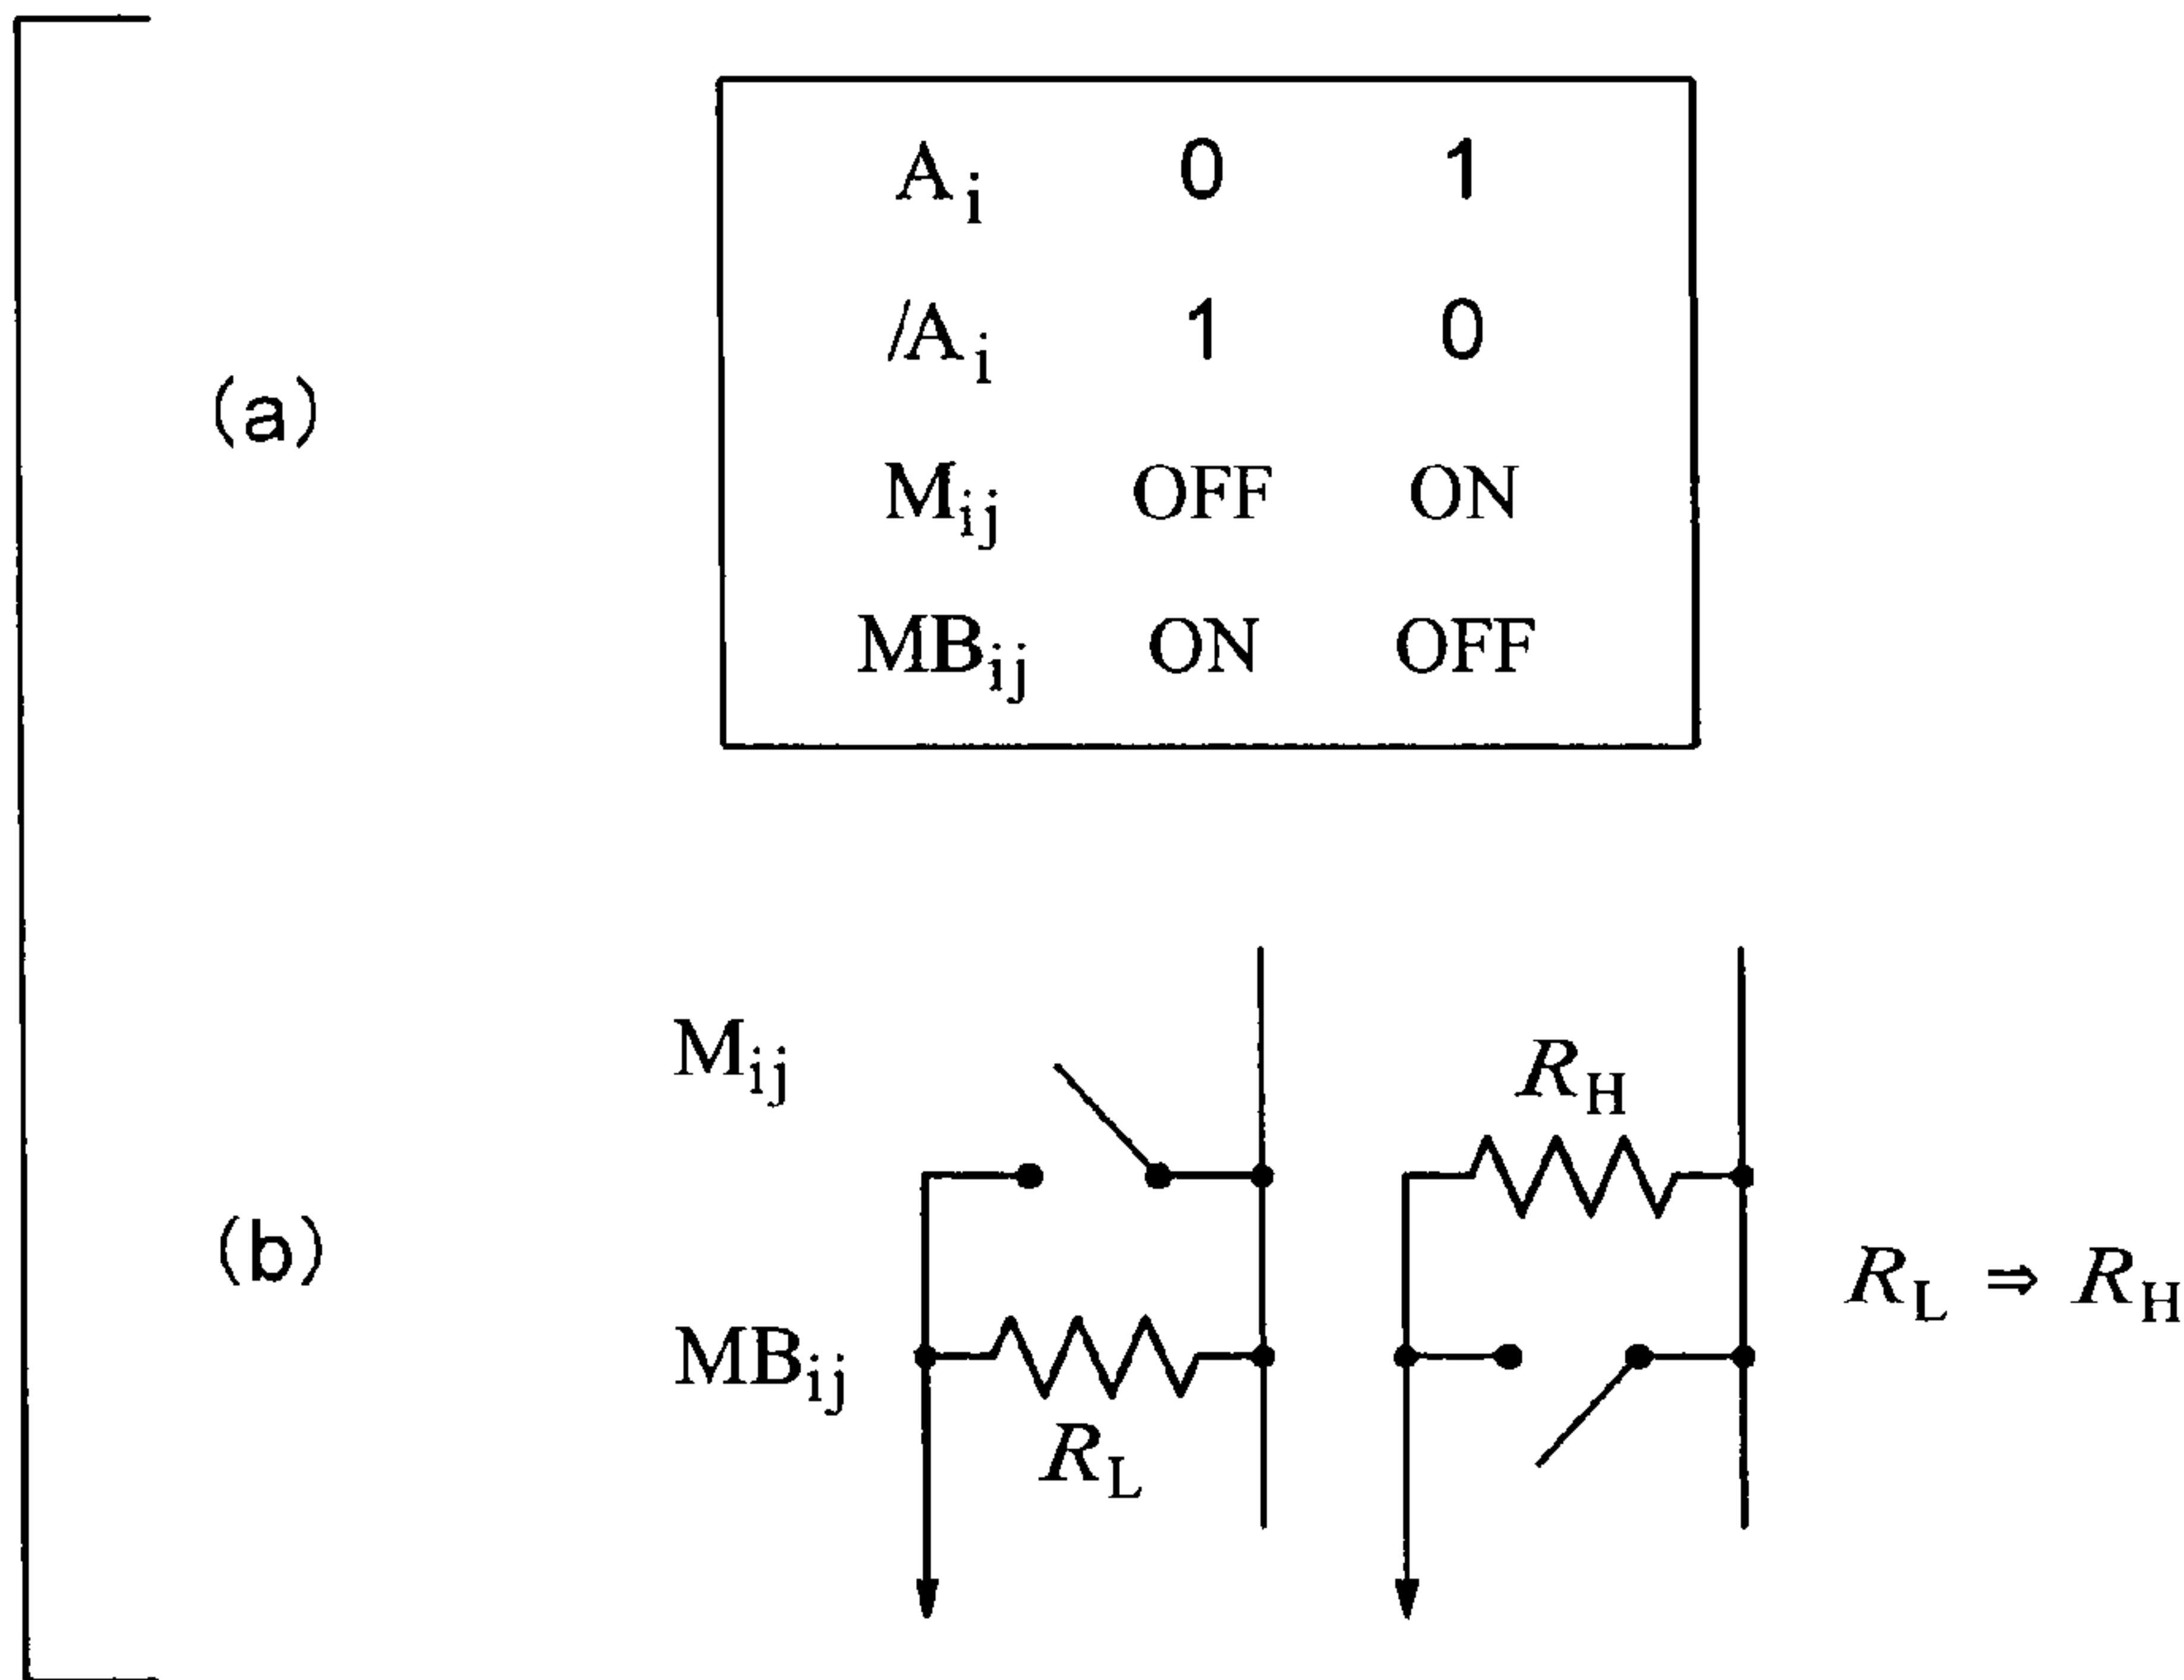 (a)
A_i 0 1
/A_i 1 0
M_ij OFF ON
MB_ij ON OFF
(b)
M_ij
R_H
R_L ⇒ R_H
MB_ij
R_L